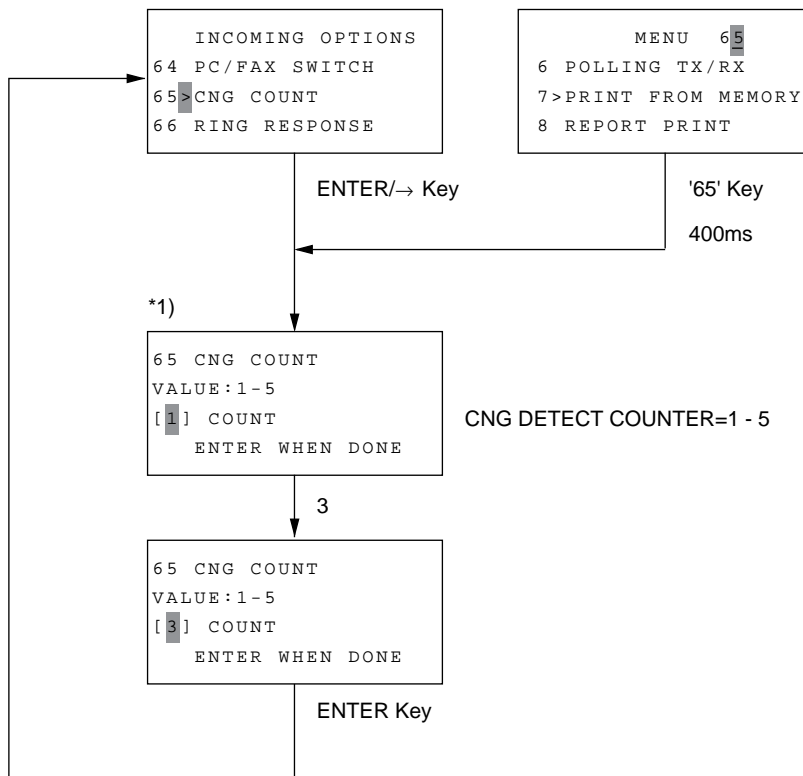 INCOMING OPTIONS
64 PC/FAX SWITCH
65>CNG COUNT
66 RING RESPONSE
MENU 65
6 POLLING TX/RX
7>PRINT FROM MEMORY
8 REPORT PRINT
ENTER/→ Key
'65' Key
400ms
*1)
65 CNG COUNT
VALUE:1-5
[1] COUNT
ENTER WHEN DONE
CNG DETECT COUNTER=1 - 5
3
65 CNG COUNT
VALUE:1-5
[3] COUNT
ENTER WHEN DONE
ENTER Key